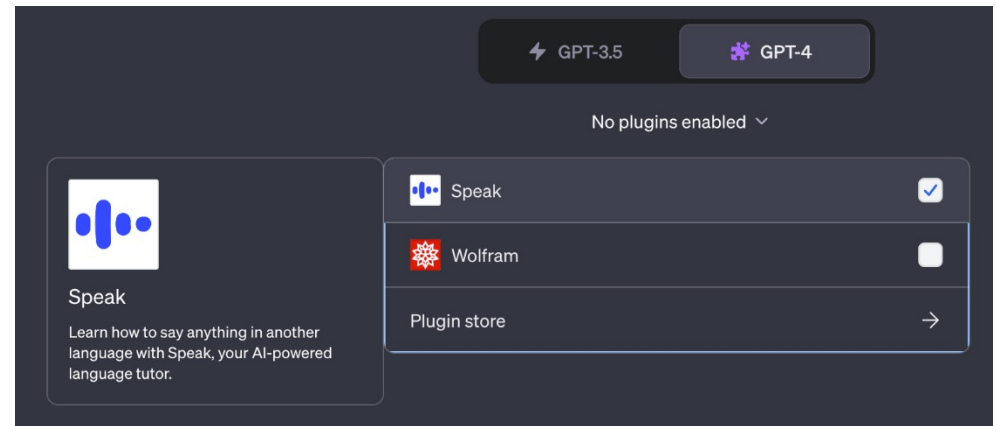 GPT-3.5
GPT-4
No plugins enabled
Speak
Wolfram
Plugin store
Speak
Learn how to say anything in another
language with Speak, your AI-powered
language tutor.